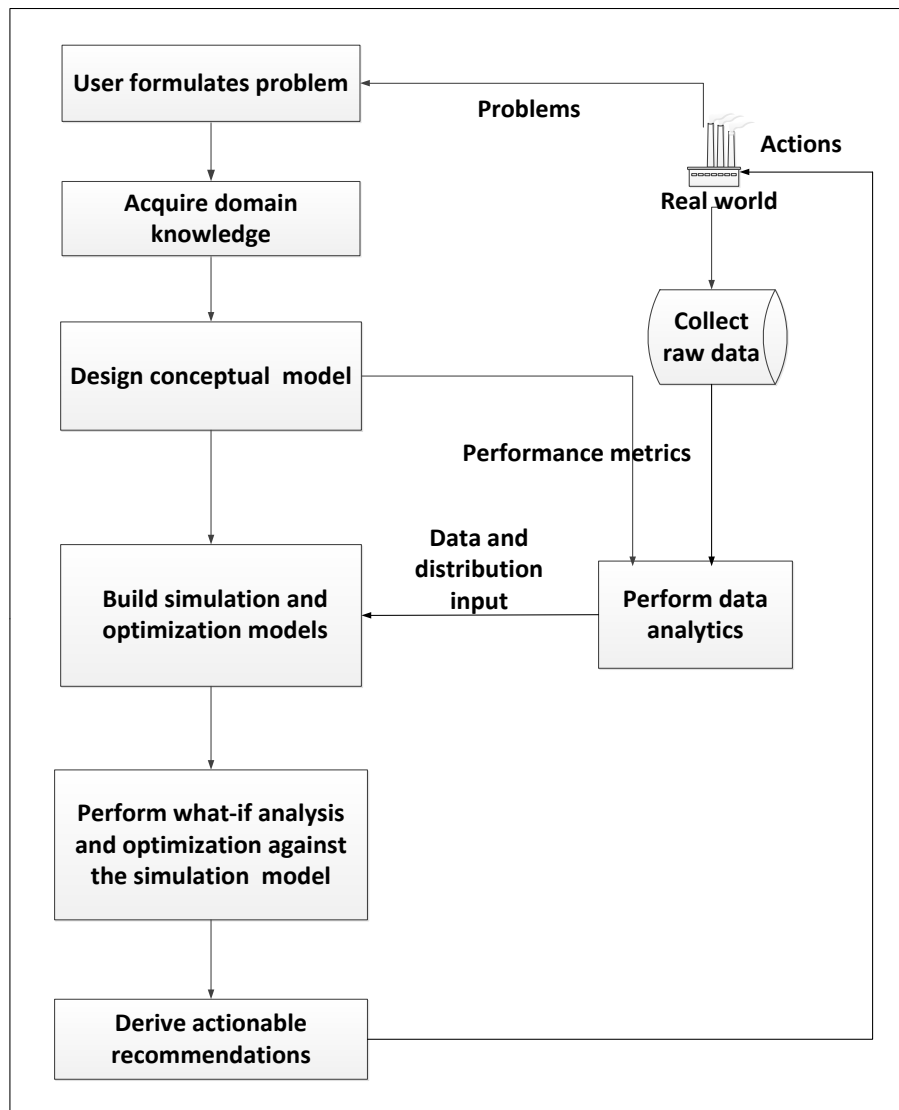 User formulates problem
Problems
Actions
Real world
Acquire domain
knowledge
Collect
raw data
Design conceptual  model
Performance metrics
Data and
distribution
input
Build simulation and
optimization models
Perform data
analytics
Perform what-if analysis
and optimization against
the simulation  model
Derive actionable
recommendations